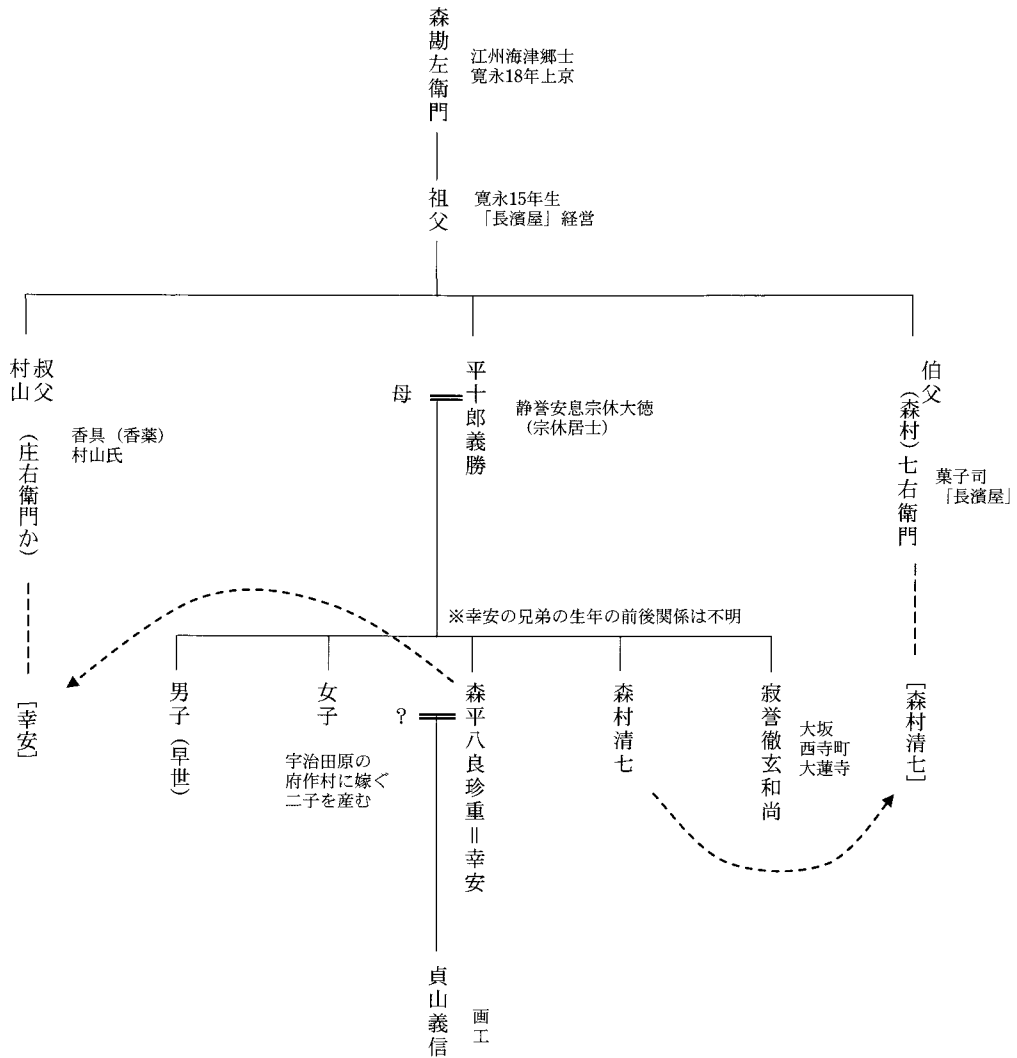 森勘左衛門
江州海津郷士
寛永18年上京
祖父
寛永15年生
「長濱屋」経営
伯父
(森村)七右衛門
菓子司
「長濱屋」
平十郎義勝
静誉安息宗休大徳
(宗休居士)
母
叔父
村山
(庄右衛門か)
香具(香薬)
村山氏
※幸安の兄弟の生年の前後関係は不明
[森村清七]
寂誉徹玄和尚
大坂
西寺町
大蓮寺
森村清七
森平八良珍重=幸安
?
女子
宇治田原の
府作村に嫁ぐ
二子を産む
男子(早世)
[幸安]
貞山義信
画工